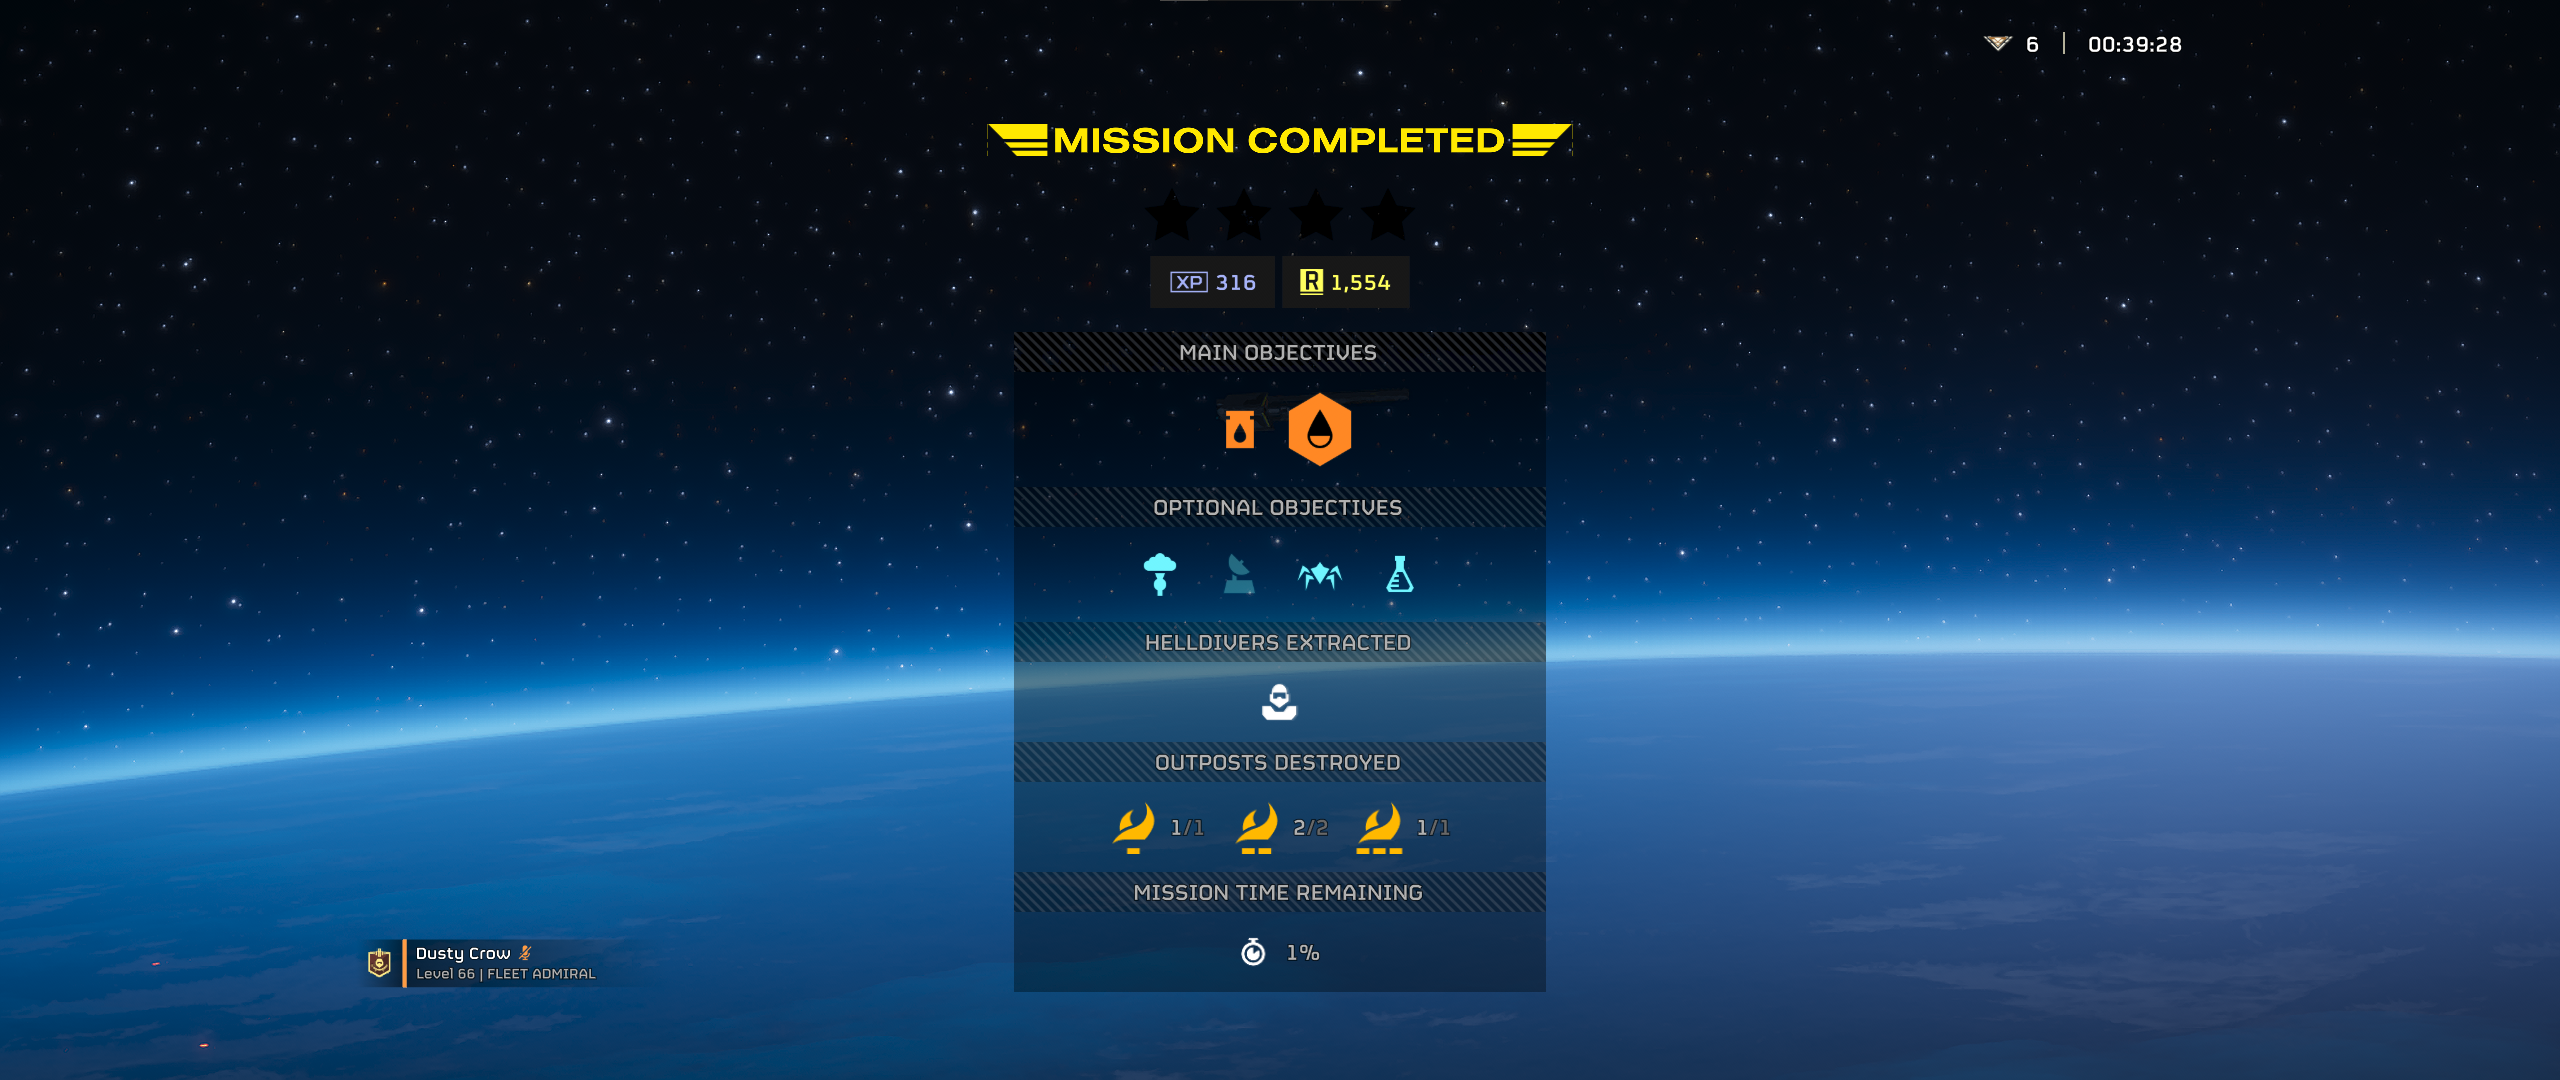 6 | 00:39:28
MISSION COMPLETED
XP 316 R 1,554
MAIN OBJECTIVES
OPTIONAL OBJECTIVES
HELLDIVERS EXTRACTED
OUTPOSTS DESTROYED
1/1 2/2 1/1
MISSION TIME REMAINING
1%
Dusty Crow
Level 66 | FLEET ADMIRAL